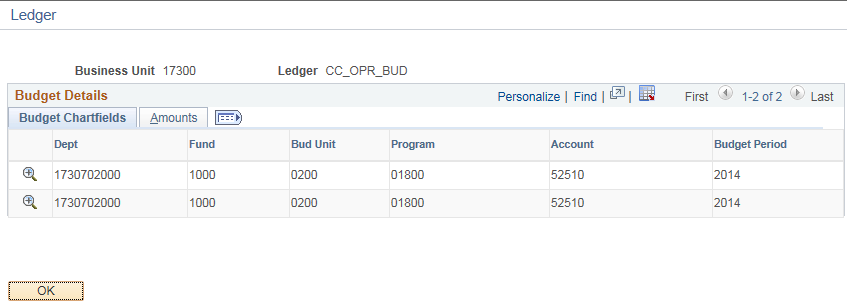 Ledger
Business Unit 17300 Ledger CC_OPR_BUD
Budget Details Personalize | Find | | First 1-2 of 2 Last
Budget Chartfields Amounts
Dept Fund Bud Unit Program Account Budget Period
1730702000 1000 0200 01800 52510 2014
1730702000 1000 0200 01800 52510 2014
OK